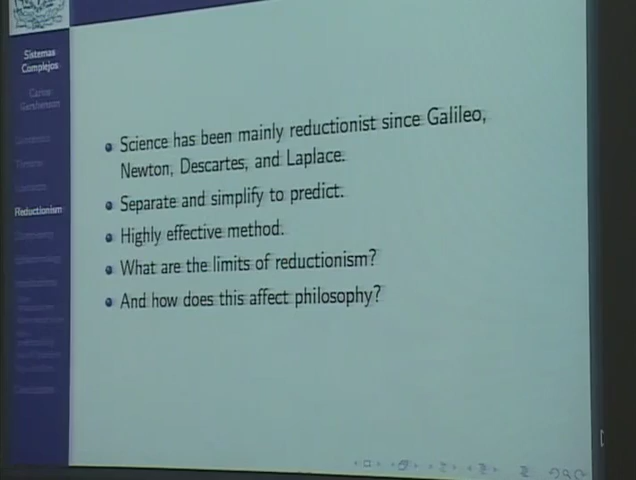 Sistemas
Complejos
Carlos
Gershenson
Reductionism
Science has been mainly reductionist since Galileo,
Newton, Descartes, and Laplace.
Separate and simplify to predict.
Highly effective method.
What are the limits of reductionism?
And how does this affect philosophy?